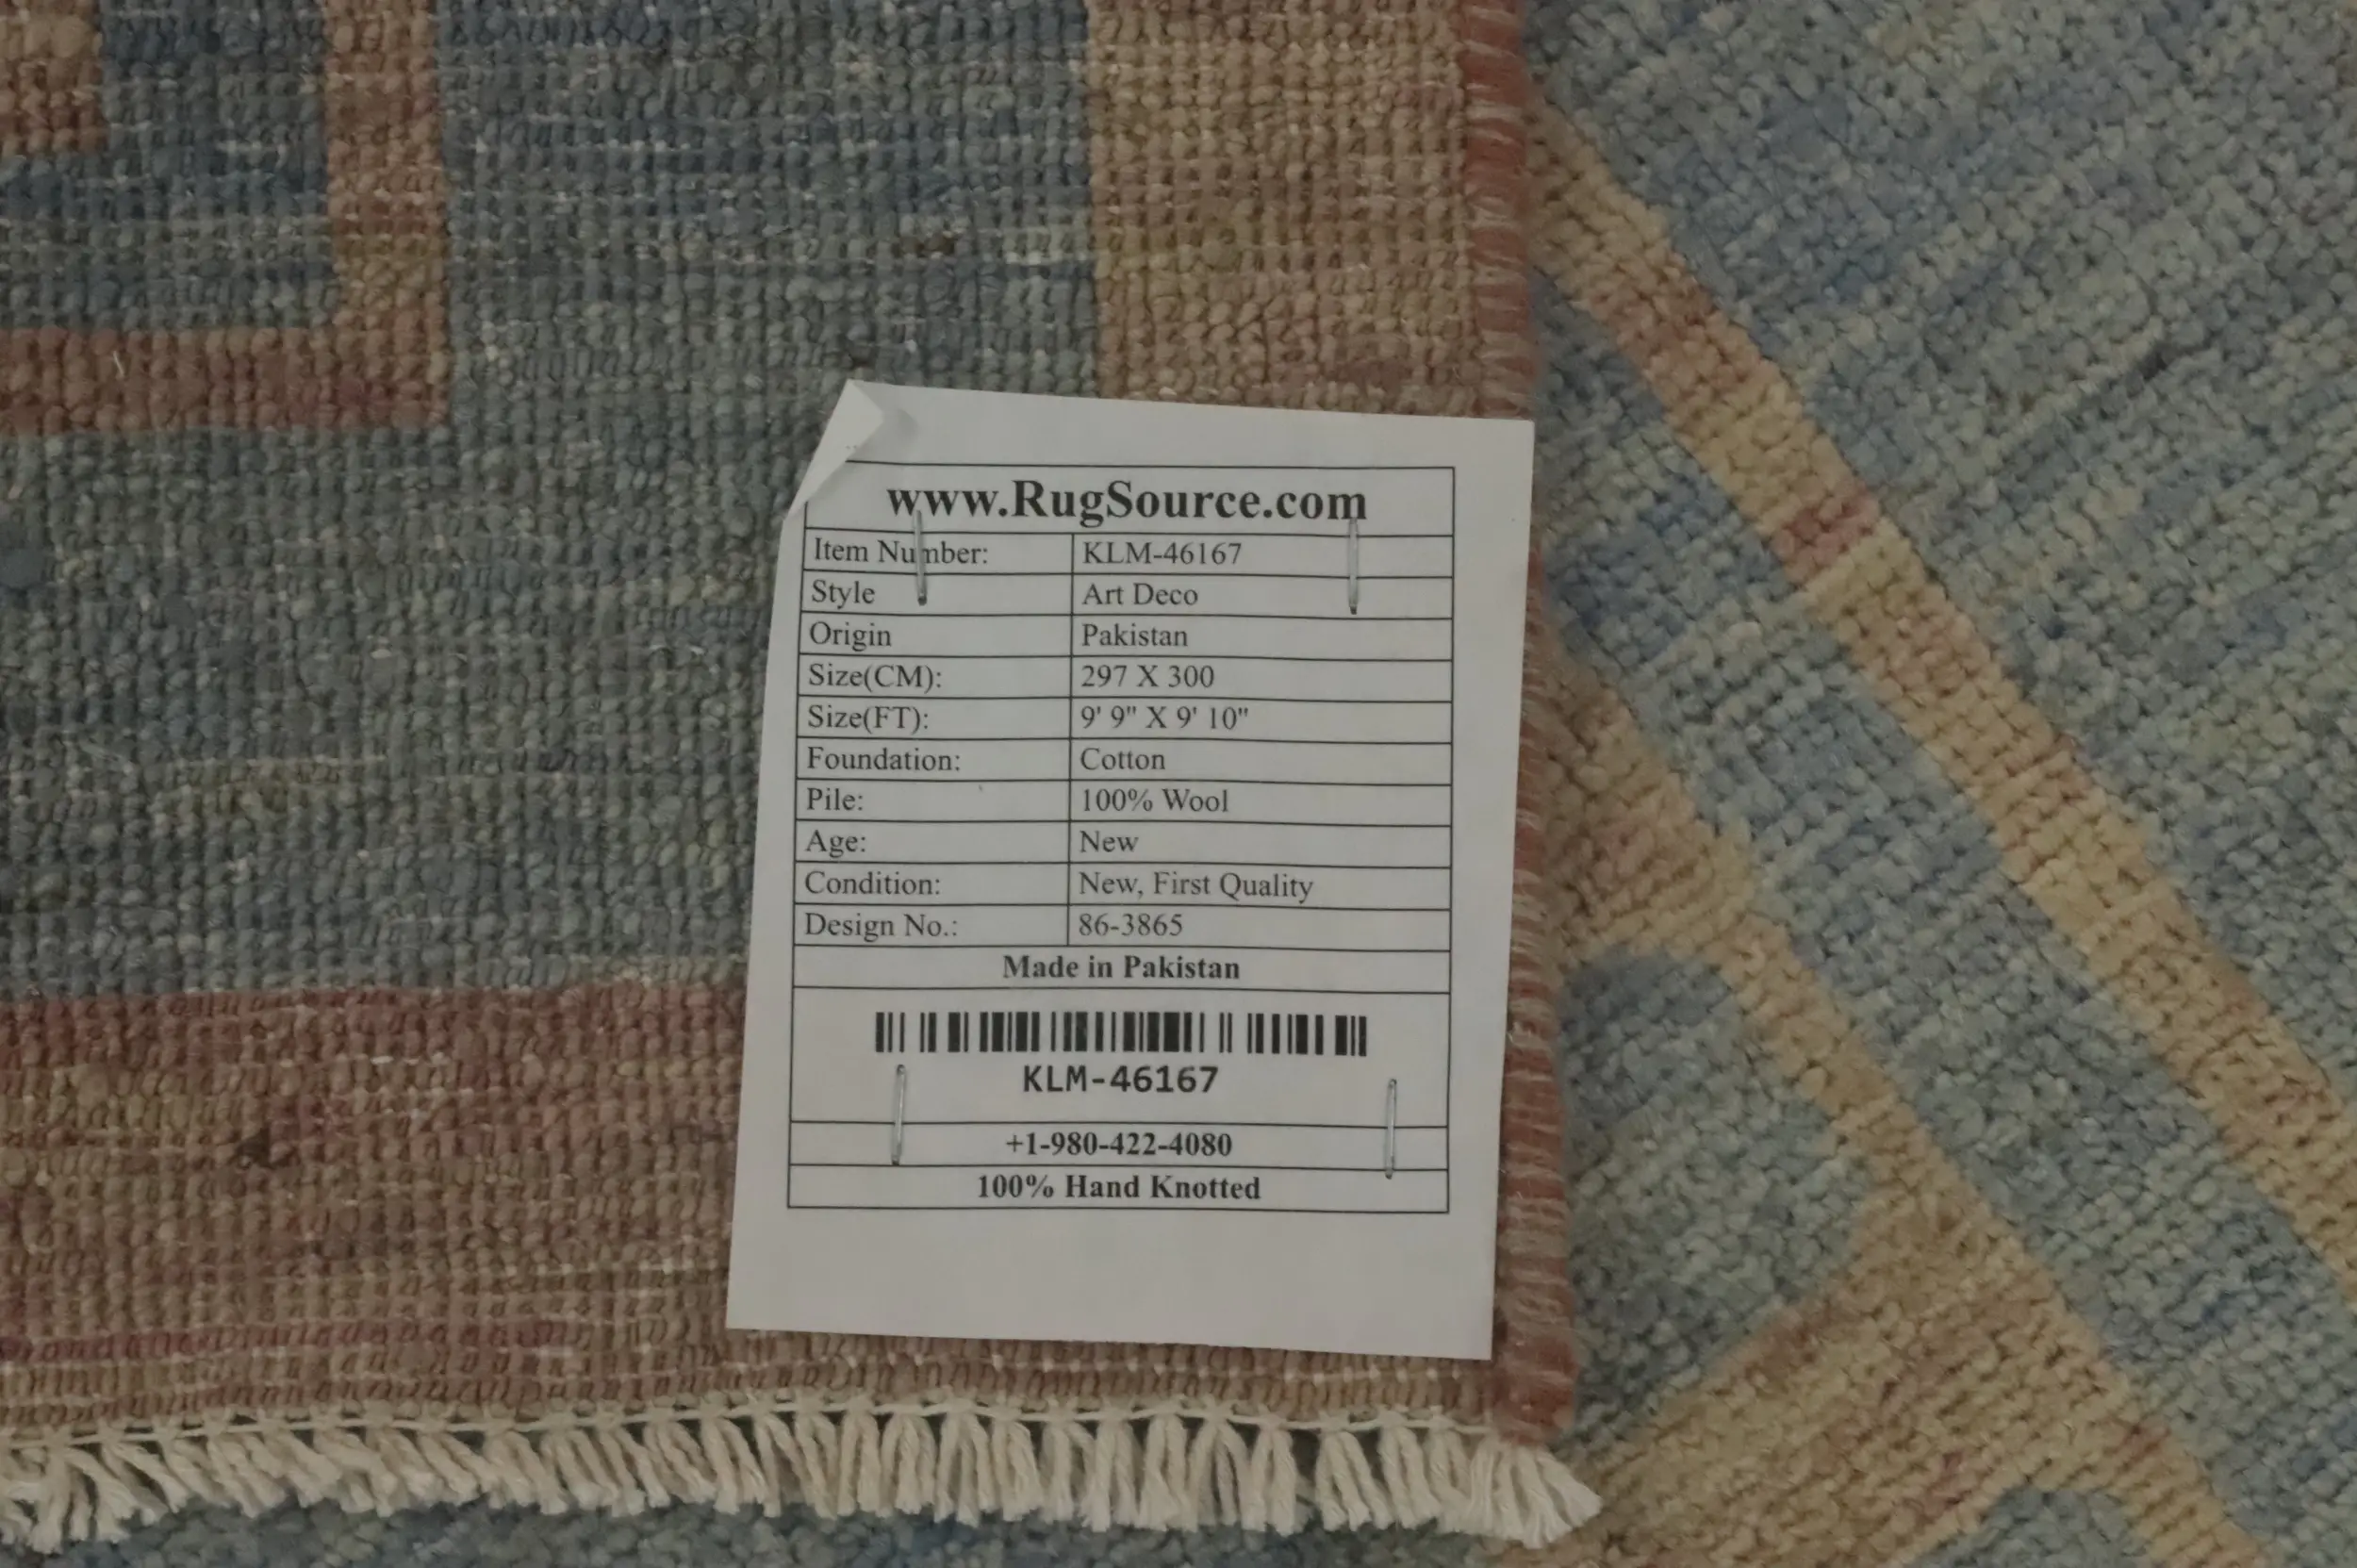 www.RugSource.com
Item Number: KLM-46167
Style Art Deco
Origin Pakistan
Size(CM): 297 X 300
Size(FT): 9' 9" X 9' 10"
Foundation: Cotton
Pile: 100% Wool
Age: New
Condition: New, First Quality
Design No.: 86-3865
Made in Pakistan
KLM-46167
+1-980-422-4080
100% Hand Knotted